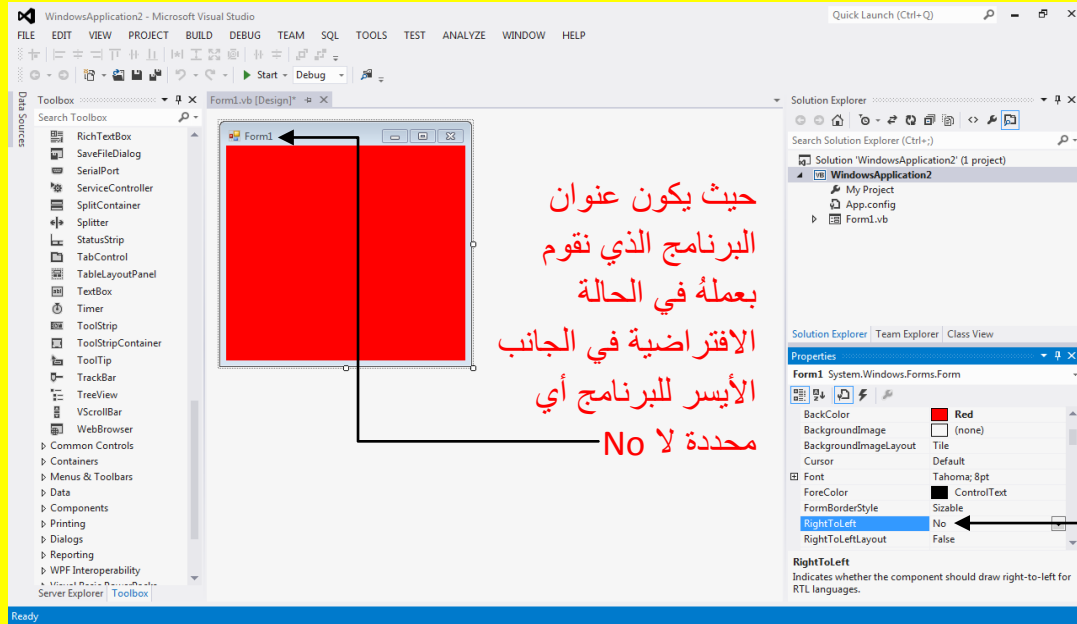 WindowsApplication2 - Microsoft Visual Studio
Quick Launch (Ctrl+Q)
FILE EDIT VIEW PROJECT BUILD DEBUG TEAM SQL TOOLS TEST ANALYZE WINDOW HELP
Start Debug
Data Sources
Toolbox
Search Toolbox
RichTextBox
SaveFileDialog
SerialPort
ServiceController
SplitContainer
Splitter
StatusStrip
TabControl
TableLayoutPanel
TextBox
Timer
ToolStrip
ToolStripContainer
ToolTip
TrackBar
TreeView
VScrollBar
WebBrowser
Common Controls
Containers
Menus & Toolbars
Data
Components
Printing
Dialogs
Reporting
WPF Interoperability
Visual Basic PowerPacks
Server Explorer Toolbox
Form1.vb [Design]*
Form1
حيث يكون عنوان
البرنامج الذي نقوم
بعملهُ في الحالة
الافتراضية في الجانب
الأيسر للبرنامج أي
محددة لا No
Solution Explorer
Search Solution Explorer (Ctrl+;)
Solution 'WindowsApplication2' (1 project)
WindowsApplication2
My Project
App.config
Form1.vb
Solution Explorer Team Explorer Class View
Properties
Form1 System.Windows.Forms.Form
BackColor Red
BackgroundImage (none)
BackgroundImageLayout Tile
Cursor Default
Font Tahoma; 8pt
ForeColor ControlText
FormBorderStyle Sizable
RightToLeft No
RightToLeftLayout False
RightToLeft
Indicates whether the component should draw right-to-left for
RTL languages.
Ready